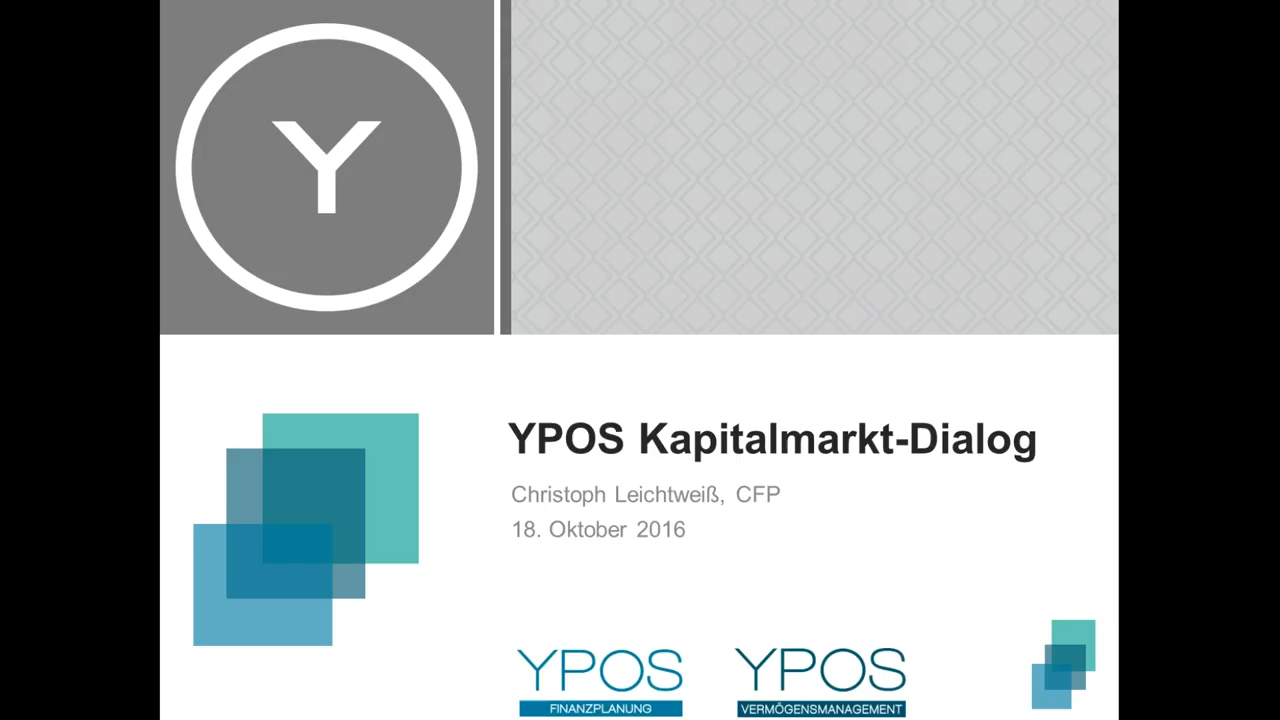 Y
YPOS Kapitalmarkt-Dialog
Christoph Leichtweiß, CFP
18. Oktober 2016
YPOS
FINANZPLANUNG
YPOS
VERMÖGENSMANAGEMENT